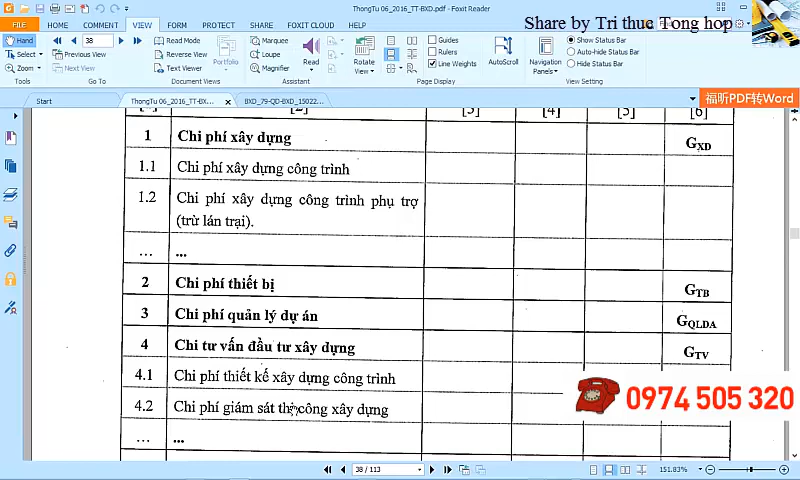 ThongTu 06_2016_TT-BXD.pdf - Foxit Reader
Share by Tri thuc Tong hop
FILE HOME COMMENT VIEW FORM PROTECT SHARE FOXIT CLOUD HELP
Hand 38 Read Mode Marquee Guides Show Status Bar
Select Previous View Reverse View Loupe Rulers Auto-hide Status Bar
Zoom Next View Text Viewer Portfolio Magnifier Read Rotate View Line Weights AutoScroll Navigation Panels Hide Status Bar
Tools Go To Document Views Assistant Page Display View Setting
Start ThongTu 06_2016_TT-BX... BXD_79-QD-BXD_15022... 福昕PDF转Word
[2] [3] [4] [5] [6]
1 Chi phí xây dựng GXD
1.1 Chi phí xây dựng công trình
1.2 Chi phí xây dựng công trình phụ trợ
(trừ lán trại).
... ...
2 Chi phí thiết bị GTB
3 Chi phí quản lý dự án GQLDA
4 Chi tư vấn đầu tư xây dựng GTV
4.1 Chi phí thiết kế xây dựng công trình
4.2 Chi phí giám sát thi công xây dựng
... ...
0974 505 320
38 / 113 151.83%